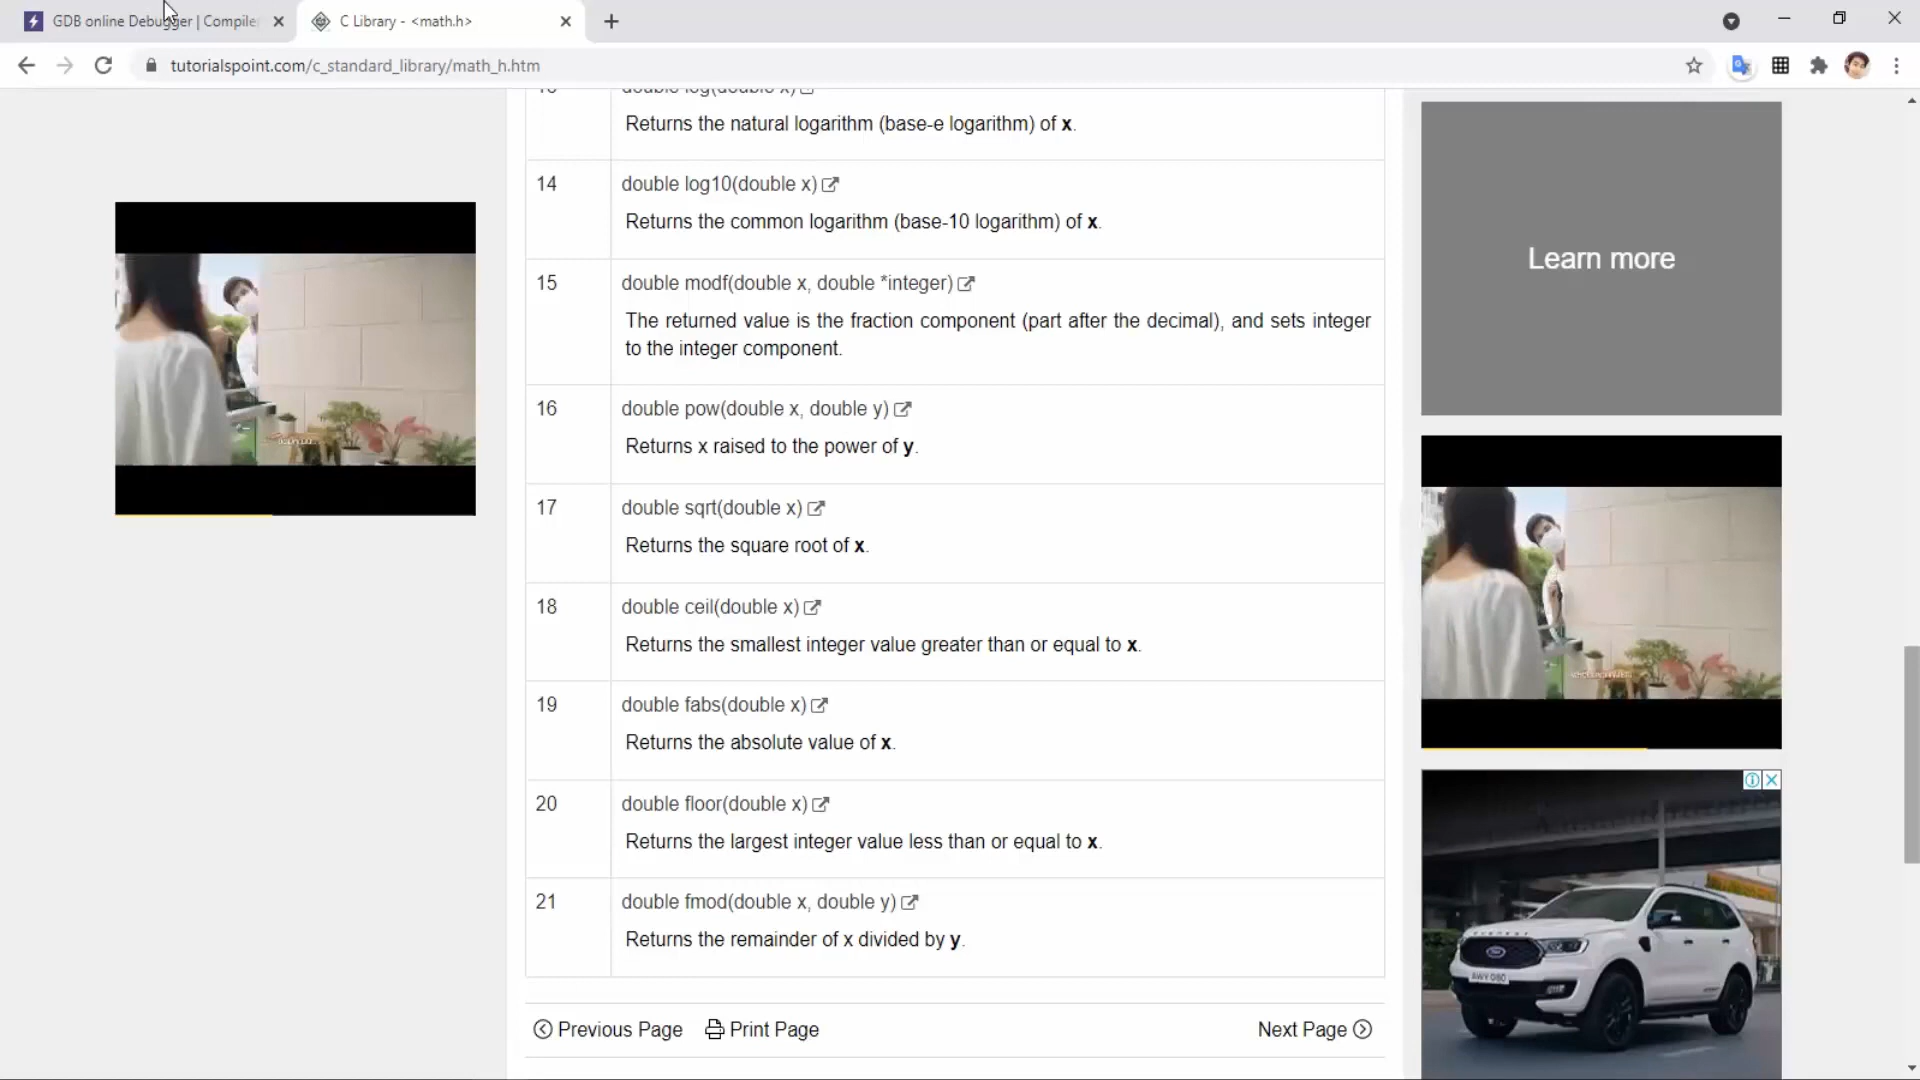 GDB online Debugger | Compile
C Library - <math.h>
tutorialspoint.com/c_standard_library/math_h.htm
double log(double x)
Returns the natural logarithm (base-e logarithm) of x.
14
double log10(double x)
Returns the common logarithm (base-10 logarithm) of x.
15
double modf(double x, double *integer)
The returned value is the fraction component (part after the decimal), and sets integer
to the integer component.
16
double pow(double x, double y)
Returns x raised to the power of y.
17
double sqrt(double x)
Returns the square root of x.
18
double ceil(double x)
Returns the smallest integer value greater than or equal to x.
19
double fabs(double x)
Returns the absolute value of x.
20
double floor(double x)
Returns the largest integer value less than or equal to x.
21
double fmod(double x, double y)
Returns the remainder of x divided by y.
Previous Page
Print Page
Next Page
Learn more